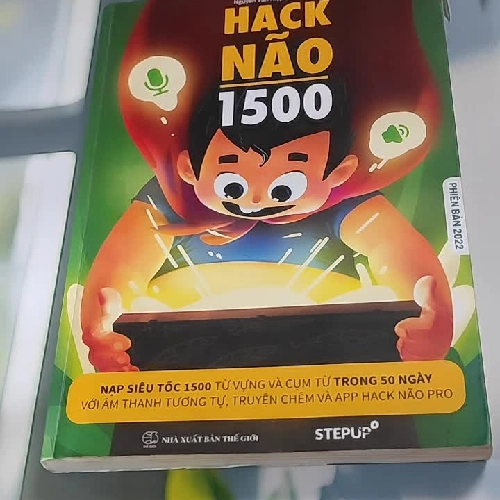 HACK
NÃO
1500
PHIÊN BẢN 2022
NẠP SIÊU TỐC 1500 TỪ VỰNG VÀ CỤM TỪ TRONG 50 NGÀY
VỚI ÂM THANH TƯƠNG TỰ, TRUYỆN CHÊM VÀ APP HACK NÃO PRO
NHÀ XUẤT BẢN THẾ GIỚI
STEPUP